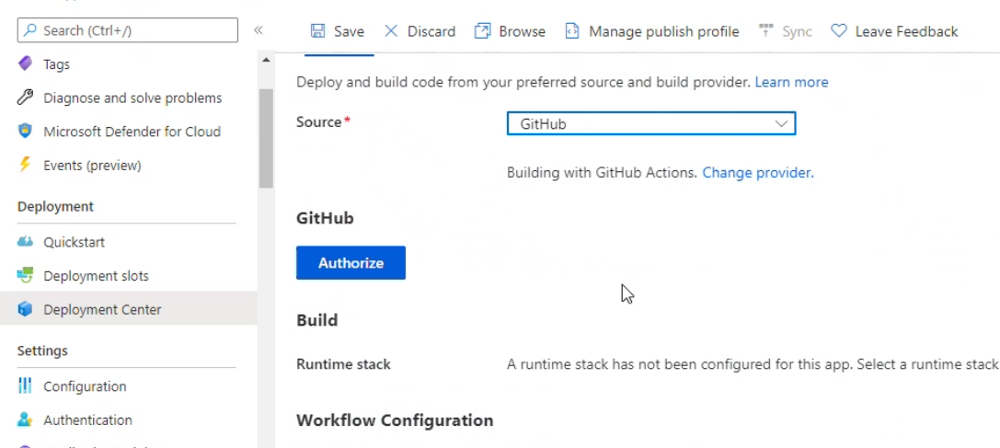 Search (Ctrl+/)
«
Save
Discard
Browse
Manage publish profile
Sync
Leave Feedback
Tags
Diagnose and solve problems
Microsoft Defender for Cloud
Events (preview)
Deployment
Quickstart
Deployment slots
Deployment Center
Settings
Configuration
Authentication
Deploy and build code from your preferred source and build provider. Learn more
Source*
GitHub
Building with GitHub Actions. Change provider.
GitHub
Authorize
Build
Runtime stack
A runtime stack has not been configured for this app. Select a runtime stack
Workflow Configuration